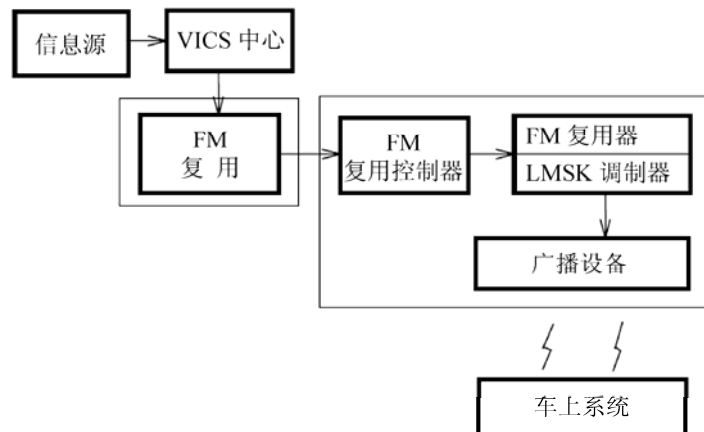 信息源
VICS 中心
FM
复 用
FM
复用控制器
FM 复用器
LMSK 调制器
广播设备
车上系统